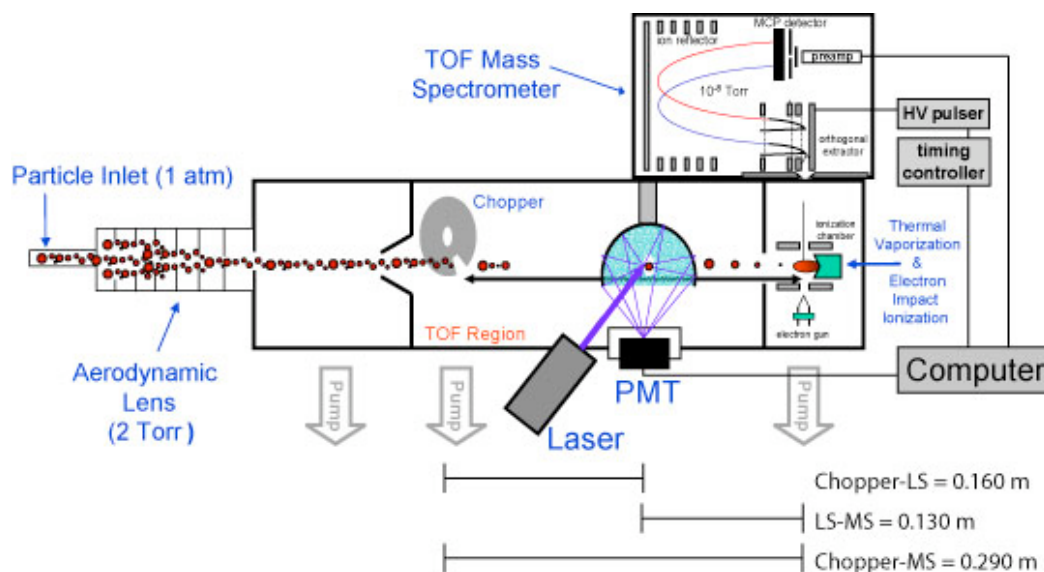 MCP detector
ion reflector
preamp
TOF Mass
Spectrometer
10⁻⁸ Torr
HV pulser
orthogonal
extractor
timing
controller
Particle Inlet (1 atm)
Chopper
ionization
chamber
Thermal
Vaporization
&
Electron
Impact
Ionization
TOF Region
electron gun
Aerodynamic
Lens
(2 Torr)
Pump
Pump
Pump
PMT
Computer
Laser
Chopper-LS = 0.160 m
LS-MS = 0.130 m
Chopper-MS = 0.290 m